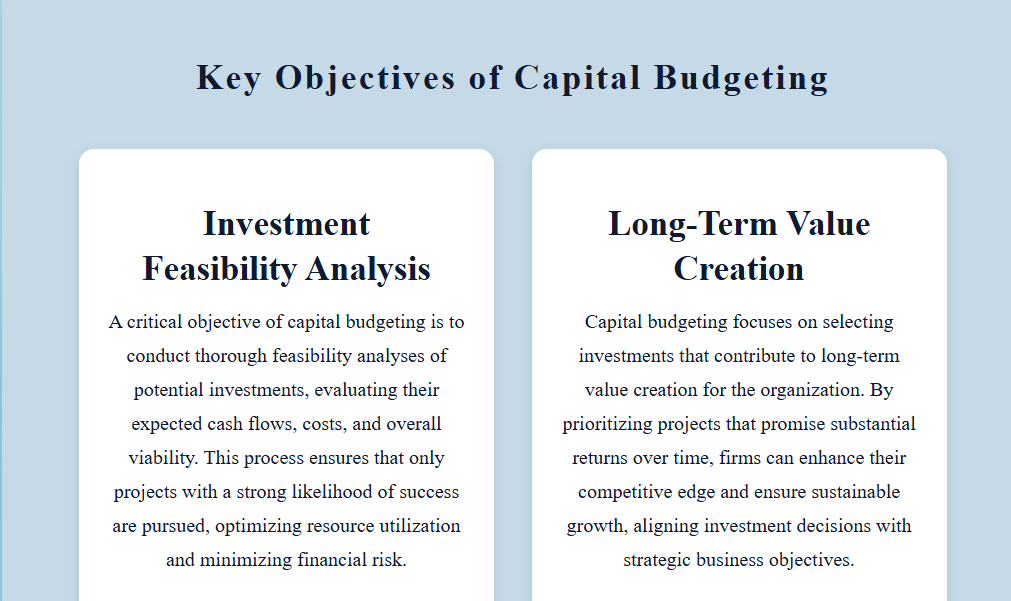 Key Objectives of Capital Budgeting
Investment
Feasibility Analysis
A critical objective of capital budgeting is to
conduct thorough feasibility analyses of
potential investments, evaluating their
expected cash flows, costs, and overall
viability. This process ensures that only
projects with a strong likelihood of success
are pursued, optimizing resource utilization
and minimizing financial risk.
Long-Term Value
Creation
Capital budgeting focuses on selecting
investments that contribute to long-term
value creation for the organization. By
prioritizing projects that promise substantial
returns over time, firms can enhance their
competitive edge and ensure sustainable
growth, aligning investment decisions with
strategic business objectives.